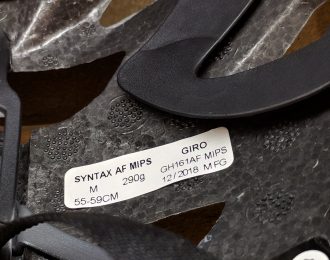 SYNTAX AF MIPS GIRO
M 290g GH161AF MIPS
55-59CM 12/2018 MFG